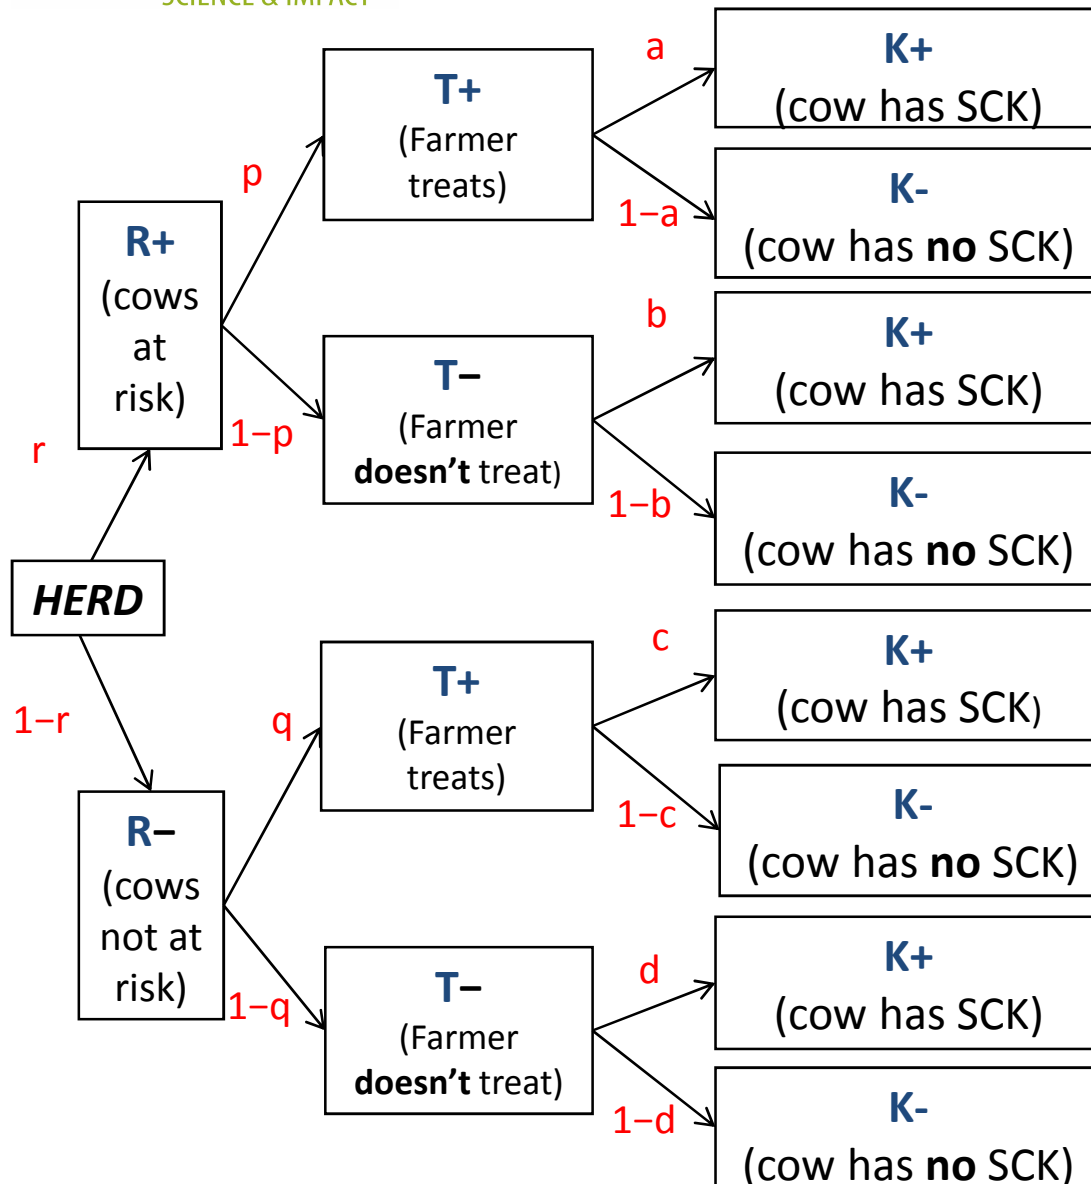 SCIENCE & IMPACT
a
K+
(cow has SCK)
T+
(Farmer
treats)
p
1–a
K-
(cow has no SCK)
R+
(cows
at
risk)
b
K+
(cow has SCK)
T–
(Farmer
doesn't treat)
1–p
r
1–b
K-
(cow has no SCK)
HERD
c
K+
(cow has SCK)
T+
(Farmer
treats)
1–r
q
1–c
K-
(cow has no SCK)
R–
(cows
not at
risk)
d
K+
(cow has SCK)
T–
(Farmer
doesn't treat)
1–q
1–d
K-
(cow has no SCK)